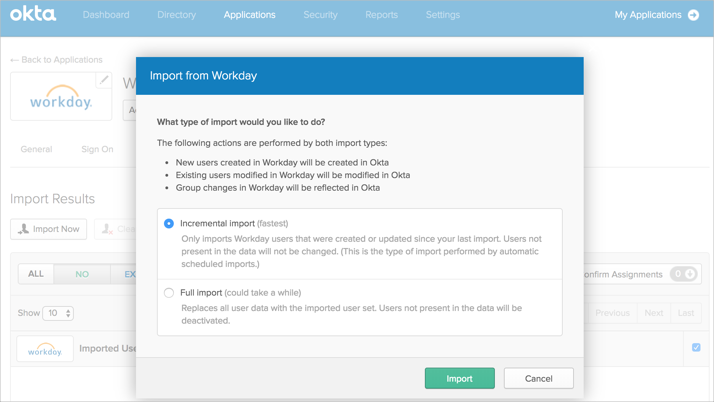 okta
Dashboard Directory Applications Security Reports Settings My Applications
← Back to Applications
workday.
Import from Workday
What type of import would you like to do?
The following actions are performed by both import types:
• New users created in Workday will be created in Okta
• Existing users modified in Workday will be modified in Okta
• Group changes in Workday will be reflected in Okta
General Sign On
Import Results
Import Now
Incremental import (fastest)
Only imports Workday users that were created or updated since your last import. Users not
present in the data will not be changed. (This is the type of import performed by automatic
scheduled imports.)
ALL NO EX
onfirm Assignments 0
Full import (could take a while)
Replaces all user data with the imported user set. Users not present in the data will be
deactivated.
Show 10 Previous Next Last
workday. Imported Use
Import Cancel